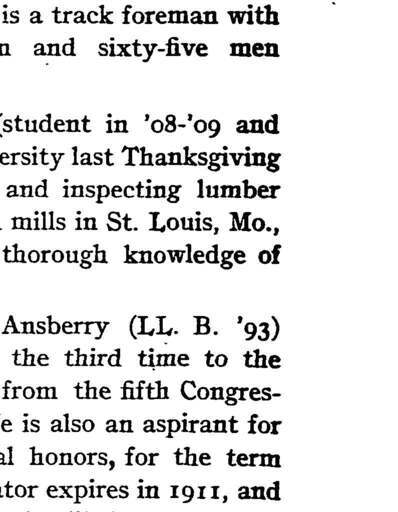 is a track foreman with
and sixty-five men
(student in '08-'09 and
ersity last Thanksgiving
and inspecting lumber
mills in St. Louis, Mo.,
thorough knowledge of
Ansberry (LL. B. '93)
the third time to the
from the fifth Congres-
e is also an aspirant for
al honors, for the term
ator expires in 1911, and